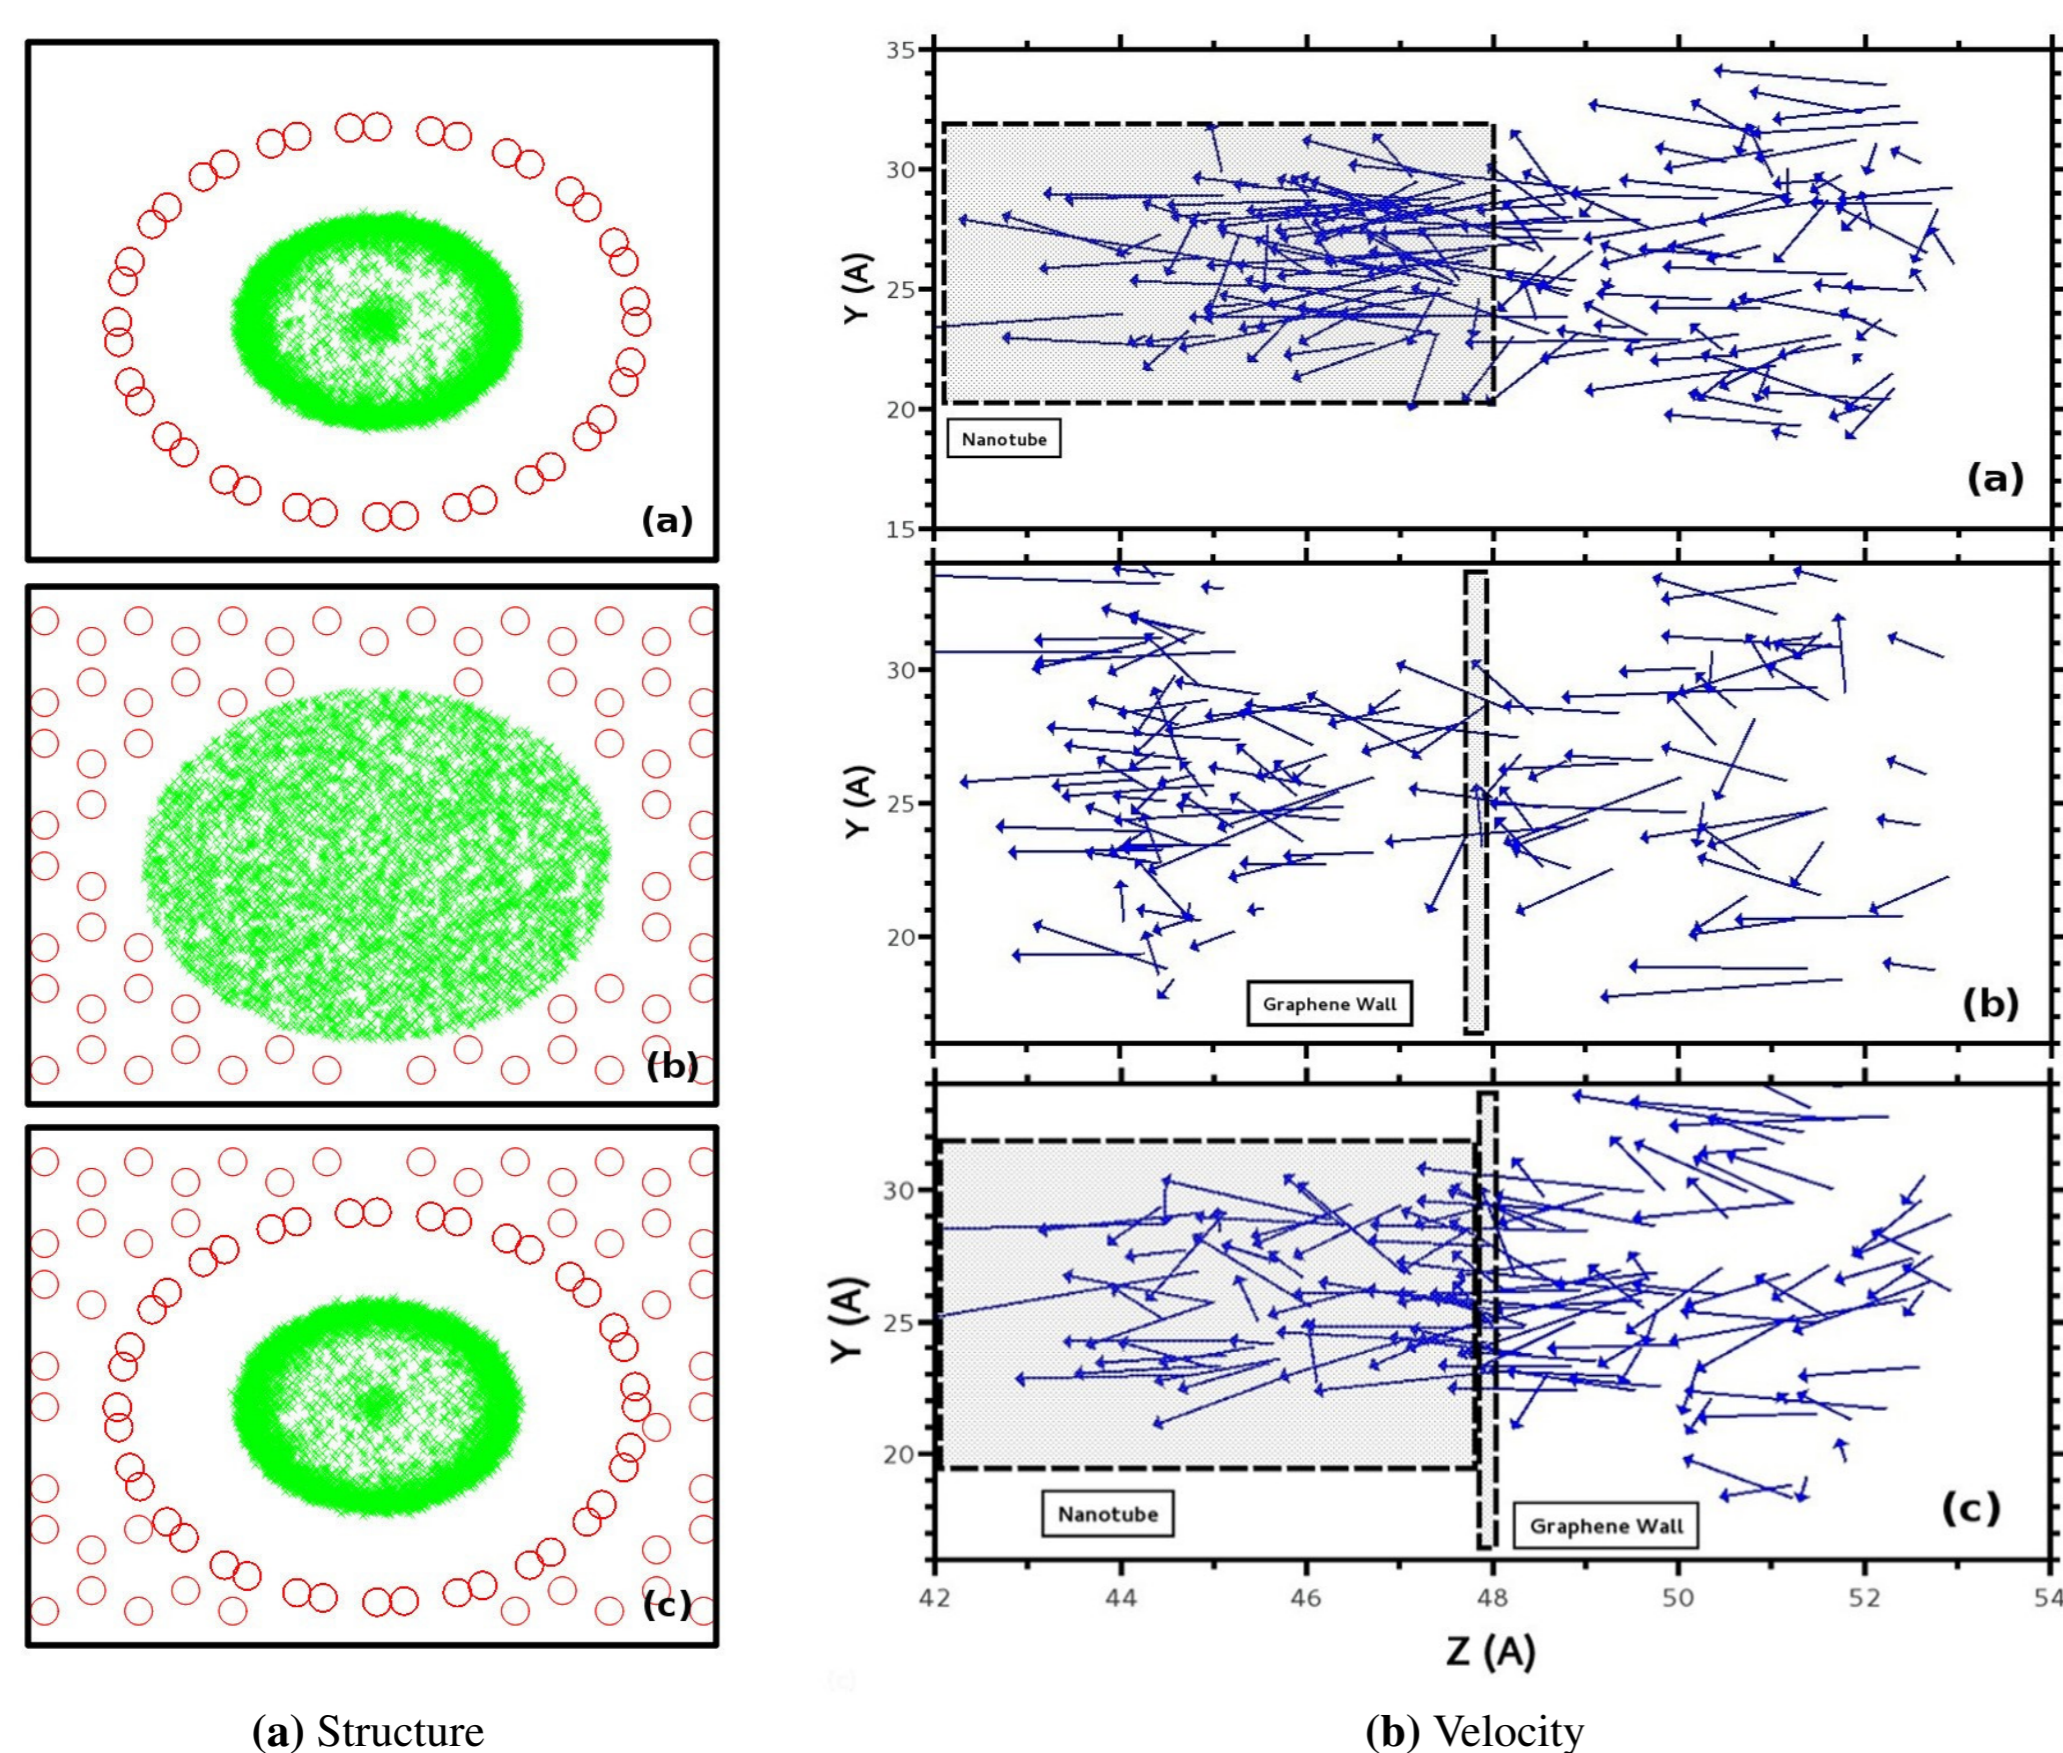 (a)
(b)
(c)
35
30
25
20
15
Y (A)
Nanotube
(a)
30
25
20
Y (A)
Graphene Wall
(b)
30
25
20
Y (A)
Nanotube
Graphene Wall
(c)
42 44 46 48 50 52 54
Z (A)
(c)
(a) Structure
(b) Velocity